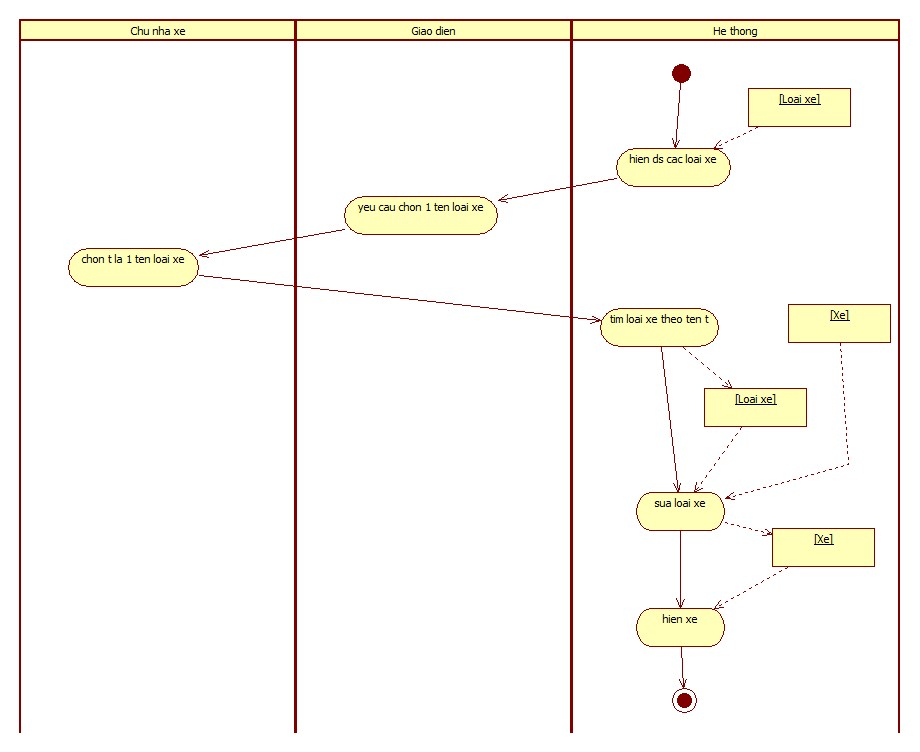 Chu nha xe
Giao dien
He thong
[Loai xe]
hien ds cac loai xe
yeu cau chon 1 ten loai xe
chon t la 1 ten loai xe
tim loai xe theo ten t
[Xe]
[Loai xe]
sua loai xe
[Xe]
hien xe